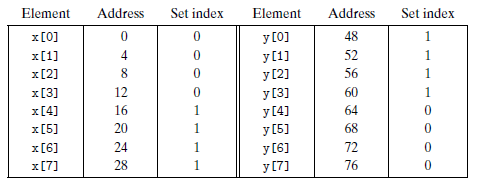 Element Address Set index Element Address Set index
x[0] 0 0 y[0] 48 1
x[1] 4 0 y[1] 52 1
x[2] 8 0 y[2] 56 1
x[3] 12 0 y[3] 60 1
x[4] 16 1 y[4] 64 0
x[5] 20 1 y[5] 68 0
x[6] 24 1 y[6] 72 0
x[7] 28 1 y[7] 76 0